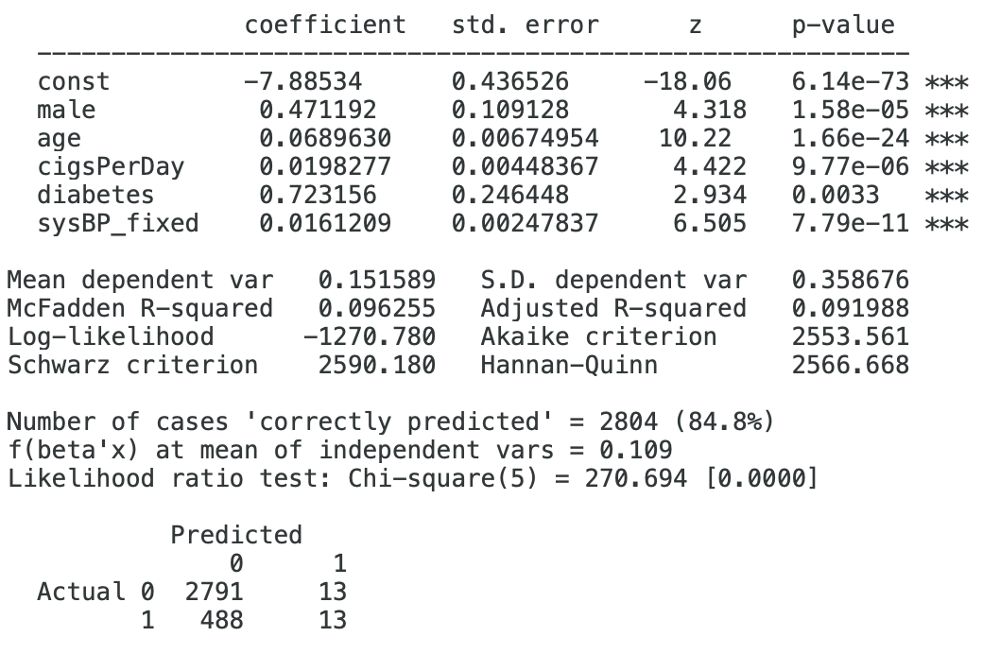 coefficient std. error z p-value
---------------------------------------------------------
const −7.88534 0.436526 −18.06 6.14e−73 ***
male 0.471192 0.109128 4.318 1.58e−05 ***
age 0.0689630 0.00674954 10.22 1.66e−24 ***
cigsPerDay 0.0198277 0.00448367 4.422 9.77e−06 ***
diabetes 0.723156 0.246448 2.934 0.0033 ***
sysBP_fixed 0.0161209 0.00247837 6.505 7.79e−11 ***
Mean dependent var 0.151589 S.D. dependent var 0.358676
McFadden R-squared 0.096255 Adjusted R-squared 0.091988
Log-likelihood −1270.780 Akaike criterion 2553.561
Schwarz criterion 2590.180 Hannan-Quinn 2566.668
Number of cases 'correctly predicted' = 2804 (84.8%)
f(beta'x) at mean of independent vars = 0.109
Likelihood ratio test: Chi-square(5) = 270.694 [0.0000]
Predicted
0 1
Actual 0 2791 13
1 488 13